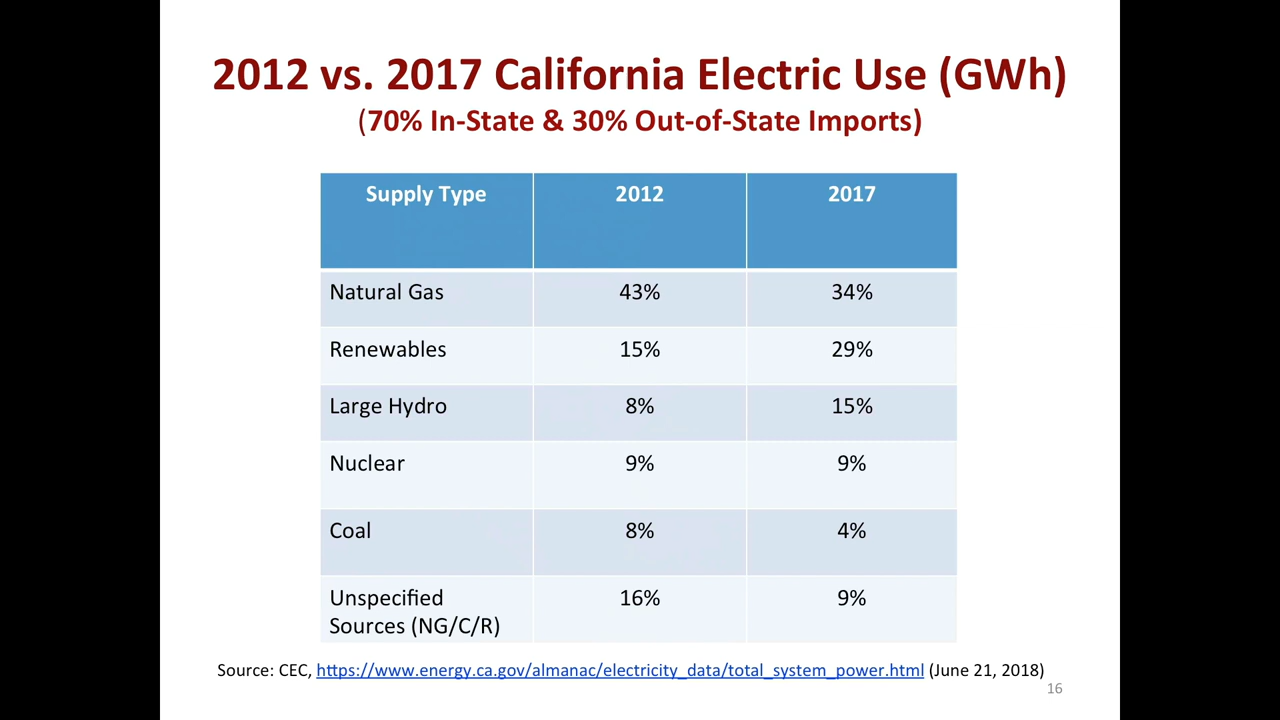 2012 vs. 2017 California Electric Use (GWh)
(70% In-State & 30% Out-of-State Imports)
Supply Type 2012 2017
Natural Gas 43% 34%
Renewables 15% 29%
Large Hydro 8% 15%
Nuclear 9% 9%
Coal 8% 4%
Unspecified 16% 9%
Sources (NG/C/R)
Source: CEC, https://www.energy.ca.gov/almanac/electricity_data/total_system_power.html (June 21, 2018)
16